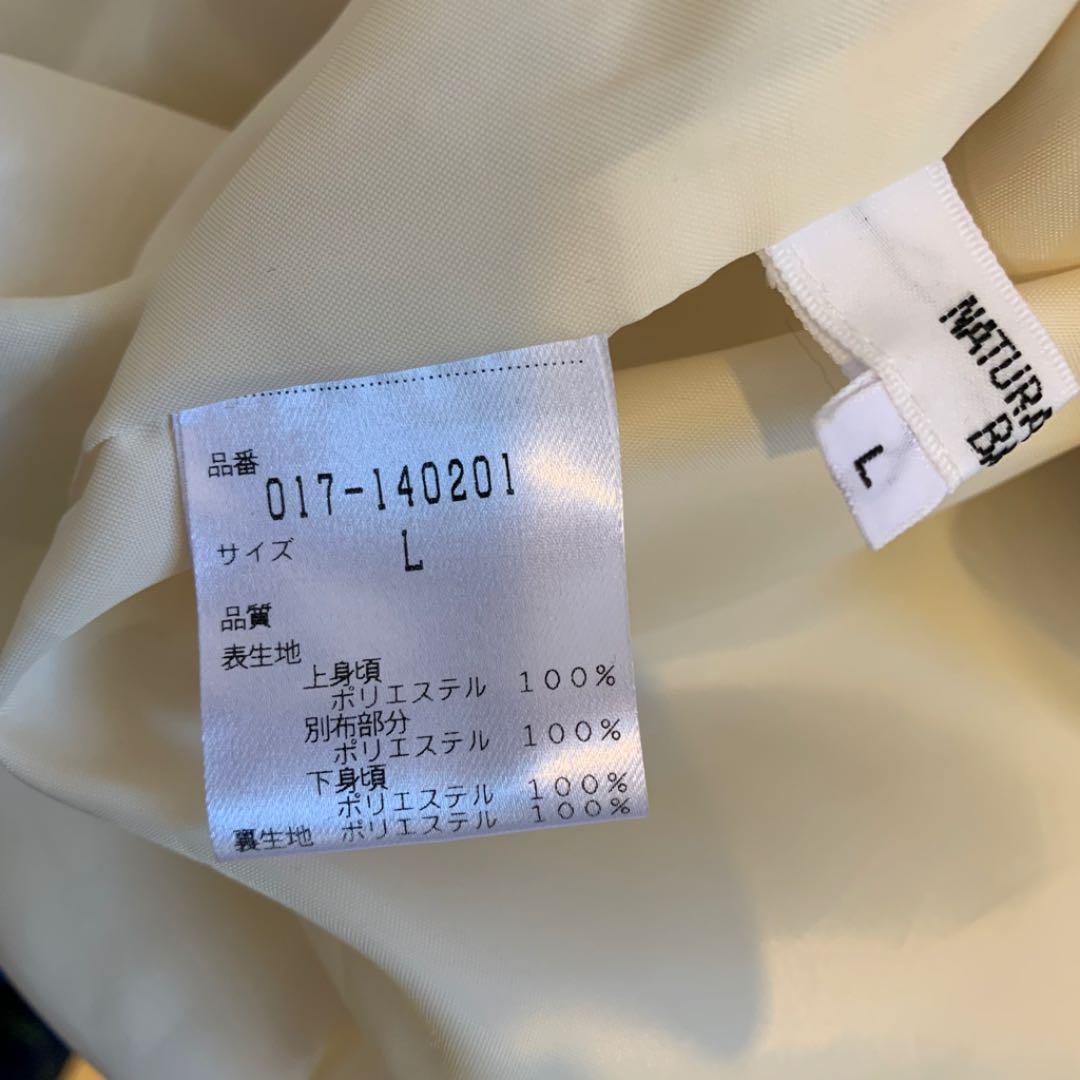 品番
017-140201
サイズ L
品質
表生地
上身頃
ポリエステル 100%
別布部分
ポリエステル 100%
下身頃
ポリエステル 100%
裏生地 ポリエステル 100%
L